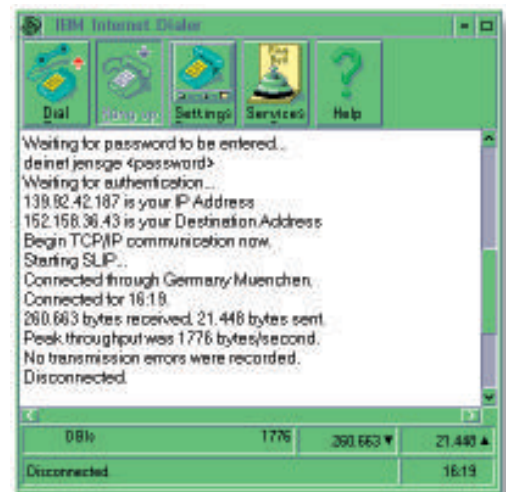 IBM Internet Dialer
Dial
Hang up
Settings
Services
Help
Waiting for password to be entered...
deinet jensge <password>
Waiting for authentication...
139.92.42.187 is your IP Address
152.158.36.43 is your Destination Address
Begin TCP/IP communication now.
Starting SLIP...
Connected through Germany Muenchen,
Connected for 16:19.
260.663 bytes received, 21.448 bytes sent.
Peak throughput was 1776 bytes/second.
No transmission errors were recorded.
Disconnected.
1776
260.663 ▼
21.448 ▲
Disconnected
16:19